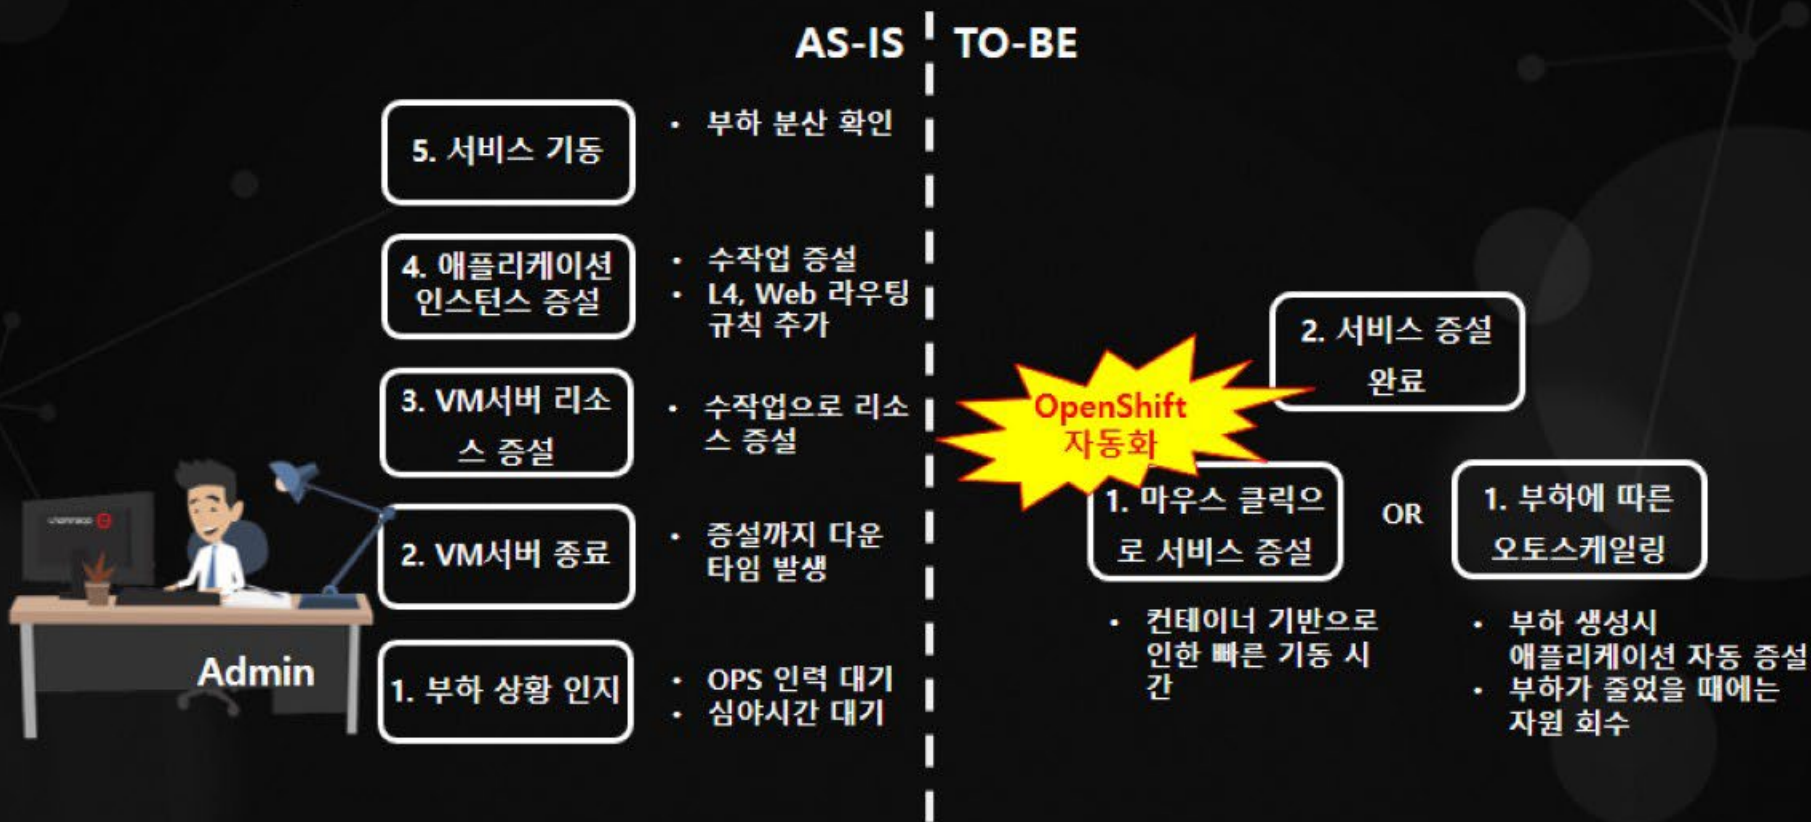 AS-IS
TO-BE
5. 서비스 기동
• 부하 분산 확인
4. 애플리케이션
인스턴스 증설
• 수작업 증설
• L4, Web 라우팅
규칙 추가
3. VM서버 리소
스 증설
• 수작업으로 리소
스 증설
2. VM서버 종료
• 증설까지 다운
타임 발생
1. 부하 상황 인지
• OPS 인력 대기
• 심야시간 대기
Admin
OpenShift
자동화
2. 서비스 증설
완료
1. 마우스 클릭으
로 서비스 증설
OR
1. 부하에 따른
오토스케일링
• 컨테이너 기반으로
인한 빠른 기동 시
간
• 부하 생성시
애플리케이션 자동 증설
• 부하가 줄었을 때에는
자원 회수